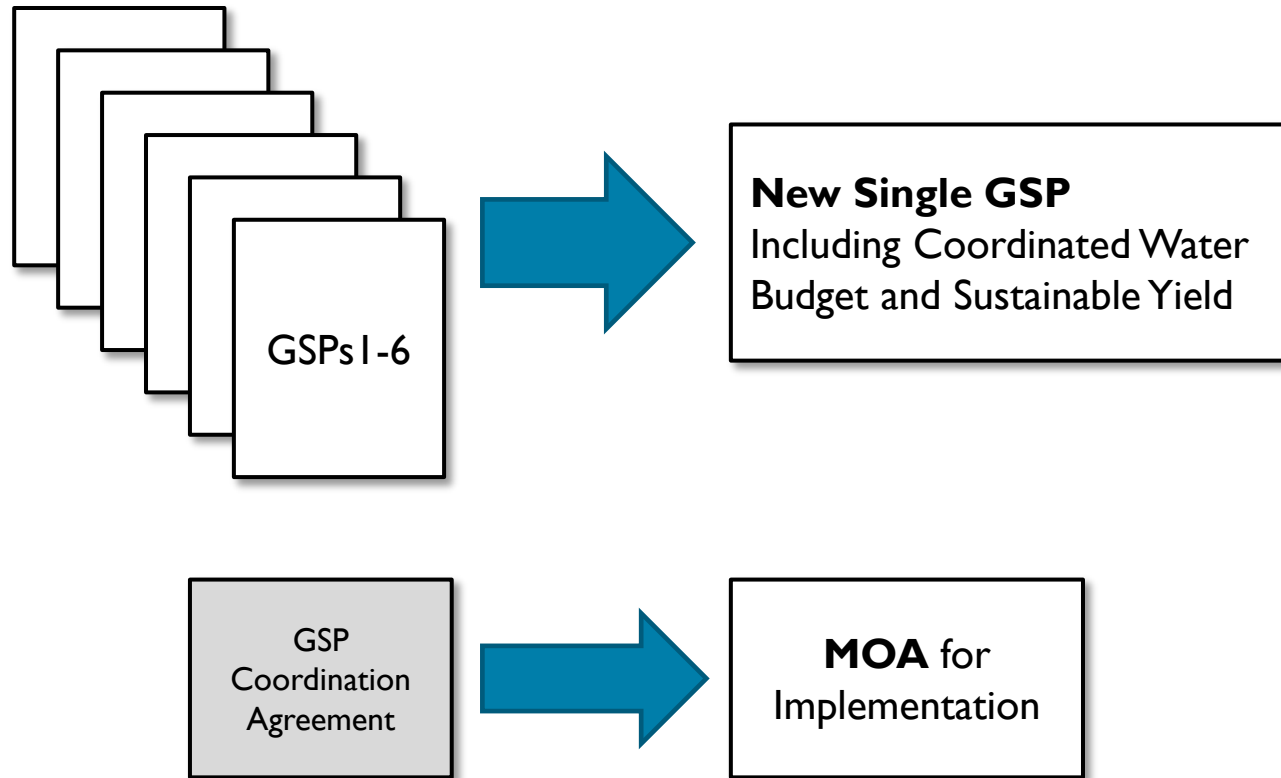 GSPs1-6
New Single GSP
Including Coordinated Water
Budget and Sustainable Yield
GSP
Coordination
Agreement
MOA for
Implementation